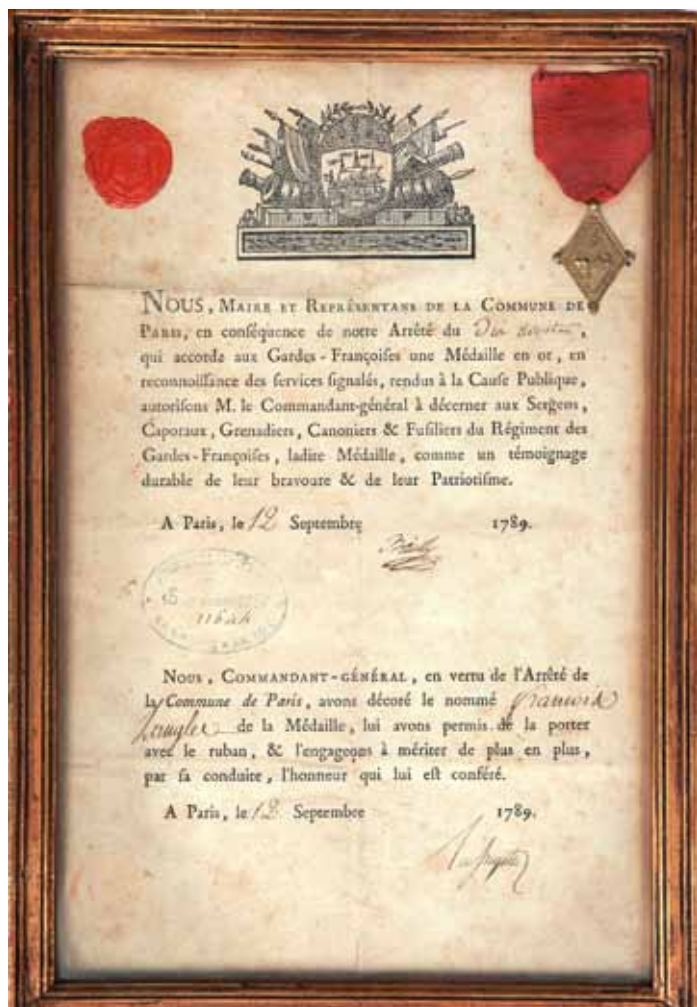 NOUS, MAIRE ET REPRÉSENTANS DE LA COMMUNE DE
PARIS, en conséquence de notre Arrêté du
qui accorde aux Gardes-Françoiſes une Médaille en or, en
reconnoiſſance des services signalés, rendus à la Cause Publique,
autoriſons M. le Commandant-général à décerner aux Sergens,
Caporaux, Grenadiers, Canoniers & Fuſiliers du Régiment des
Gardes-Françoiſes, ladite Médaille, comme un témoignage
durable de leur bravoure & de leur Patriotiſme.
A Paris, le 12 Septembre 1789.
Bailly
NOUS, COMMANDANT-GÉNÉRAL, en vertu de l'Arrêté de
la Commune de Paris, avons décoré le nommé François
de la Médaille, lui avons permis de la porter
avec le ruban, & l'engageons à mériter de plus en plus,
par ſa conduite, l'honneur qui lui eſt conféré.
A Paris, le 12 Septembre 1789.
Lafayette